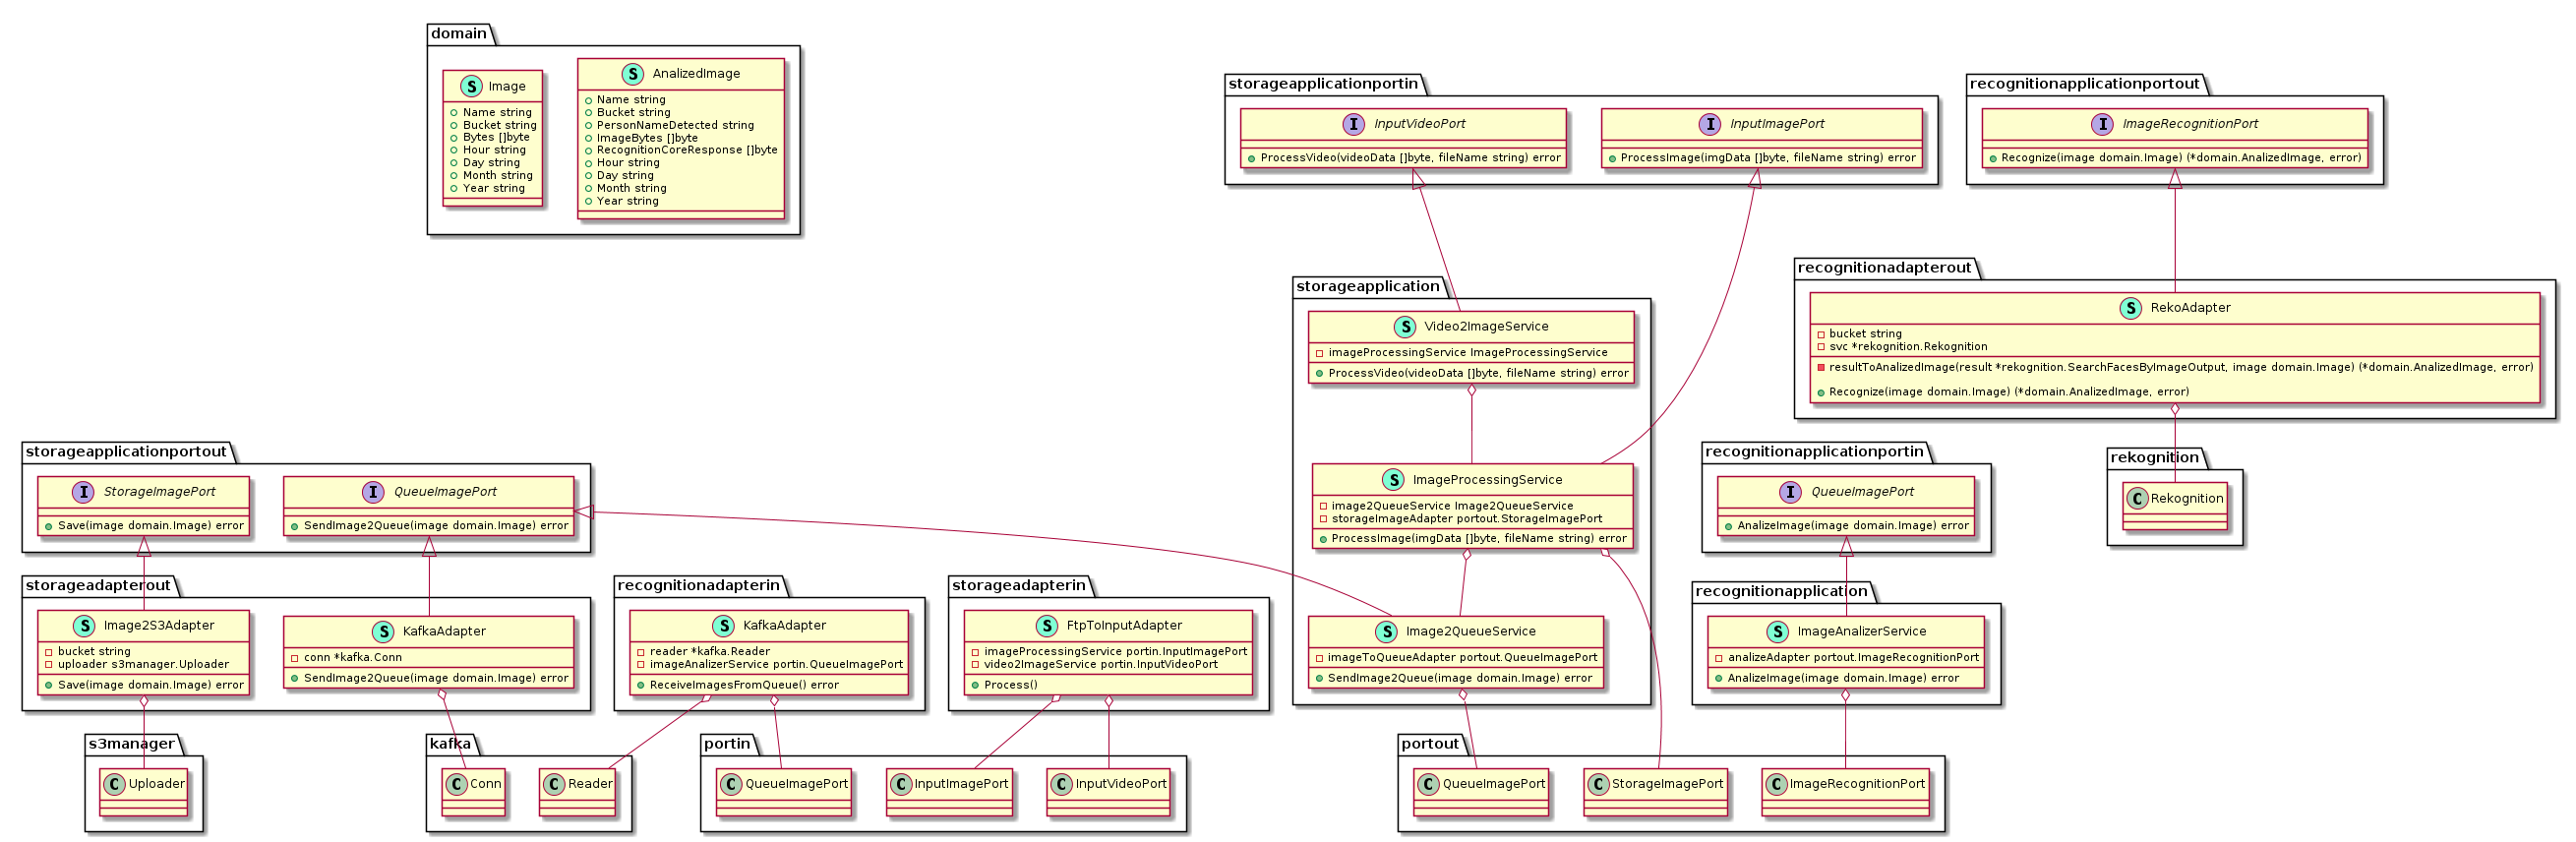 domain
S Image
Name string
Bucket string
Bytes []byte
Hour string
Day string
Month string
Year string
S AnalizedImage
Name string
Bucket string
PersonNameDetected string
ImageBytes []byte
RecognitionCoreResponse []byte
Hour string
Day string
Month string
Year string
storageapplicationportin
I InputVideoPort
ProcessVideo(videoData []byte, fileName string) error
I InputImagePort
ProcessImage(imgData []byte, fileName string) error
recognitionapplicationportout
I ImageRecognitionPort
Recognize(image domain.Image) (*domain.AnalizedImage, error)
storageapplication
S Video2ImageService
imageProcessingService ImageProcessingService
ProcessVideo(videoData []byte, fileName string) error
S ImageProcessingService
image2QueueService Image2QueueService
storageImageAdapter portout.StorageImagePort
ProcessImage(imgData []byte, fileName string) error
S Image2QueueService
imageToQueueAdapter portout.QueueImagePort
SendImage2Queue(image domain.Image) error
recognitionadapterout
S RekoAdapter
bucket string
svc *rekognition.Rekognition
resultToAnalizedImage(result *rekognition.SearchFacesByImageOutput, image domain.Image) (*domain.AnalizedImage, error)
Recognize(image domain.Image) (*domain.AnalizedImage, error)
storageapplicationportout
I StorageImagePort
Save(image domain.Image) error
I QueueImagePort
SendImage2Queue(image domain.Image) error
recognitionapplicationportin
I QueueImagePort
AnalizeImage(image domain.Image) error
rekognition
C Rekognition
storageadapterout
S Image2S3Adapter
bucket string
uploader s3manager.Uploader
Save(image domain.Image) error
S KafkaAdapter
conn *kafka.Conn
SendImage2Queue(image domain.Image) error
recognitionadapterin
S KafkaAdapter
reader *kafka.Reader
imageAnalizerService portin.QueueImagePort
ReceiveImagesFromQueue() error
storageadapterin
S FtpToInputAdapter
imageProcessingService portin.InputImagePort
video2ImageService portin.InputVideoPort
Process()
recognitionapplication
S ImageAnalizerService
analizeAdapter portout.ImageRecognitionPort
AnalizeImage(image domain.Image) error
s3manager
C Uploader
kafka
C Conn
C Reader
portin
C QueueImagePort
C InputImagePort
C InputVideoPort
portout
C QueueImagePort
C StorageImagePort
C ImageRecognitionPort